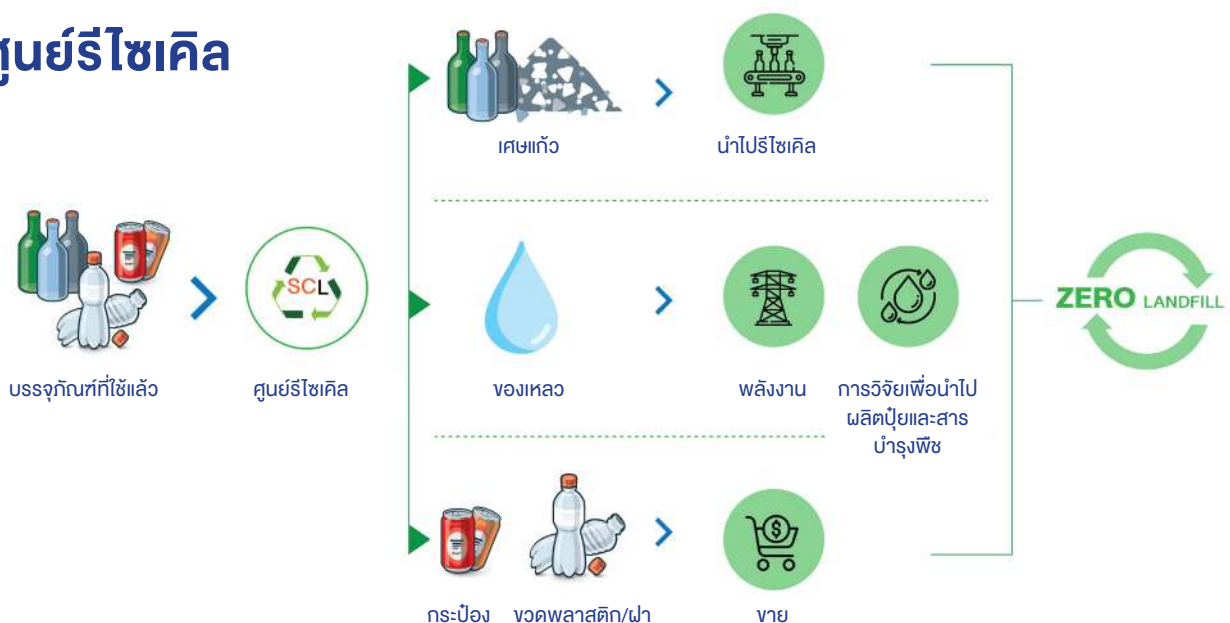 ศูนย์รีไซเคิล
เศษแก้ว
นำไปรีไซเคิล
บรรจุภัณฑ์ที่ใช้แล้ว
SCL
ศูนย์รีไซเคิล
ของเหลว
พลังงาน
การวิจัยเพื่อนำไป
ผลิตปุ๋ยและสาร
บำรุงพืช
ZERO LANDFILL
กระป๋อง
ขวดพลาสติก/ฝา
$
ขาย